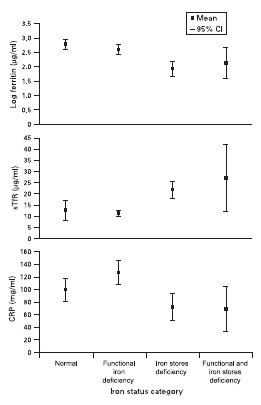 Mean
95% CI
3.5
3.0
2.5
2.0
1.5
1.0
0.5
0
Log ferritin (µg/ml)
45
40
35
30
25
20
15
10
5
0
sTfR (µg/ml)
160
140
120
100
80
60
40
20
0
CRP (mg/ml)
Normal
Functional
iron
deficiency
Iron stores
deficiency
Functional and
iron stores
deficiency
Iron status category